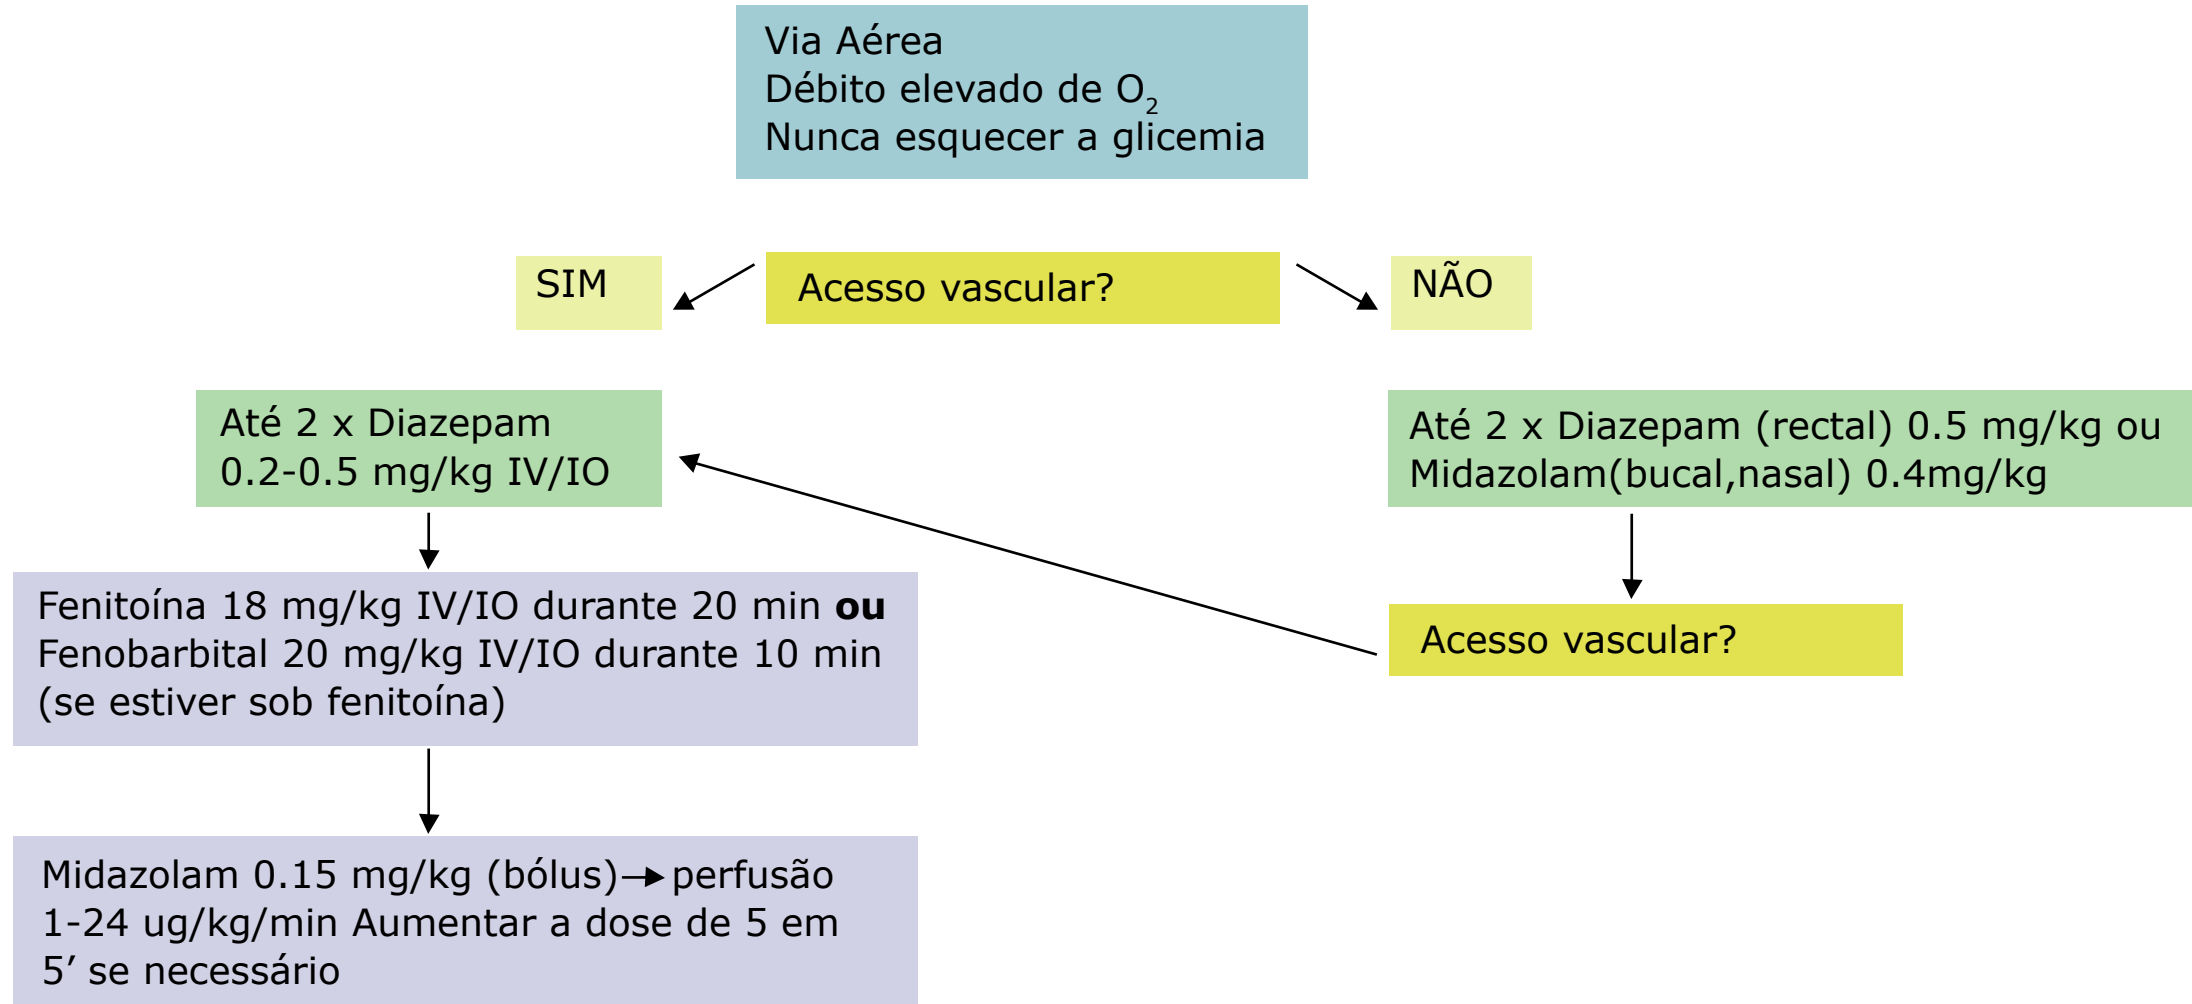 Via Aérea
Débito elevado de O₂
Nunca esquecer a glicemia
SIM
Acesso vascular?
NÃO
Até 2 x Diazepam
0.2-0.5 mg/kg IV/IO
Até 2 x Diazepam (rectal) 0.5 mg/kg ou
Midazolam(bucal,nasal) 0.4mg/kg
Fenitoína 18 mg/kg IV/IO durante 20 min ou
Fenobarbital 20 mg/kg IV/IO durante 10 min
(se estiver sob fenitoína)
Acesso vascular?
Midazolam 0.15 mg/kg (bólus)→perfusão
1-24 ug/kg/min Aumentar a dose de 5 em
5’ se necessário